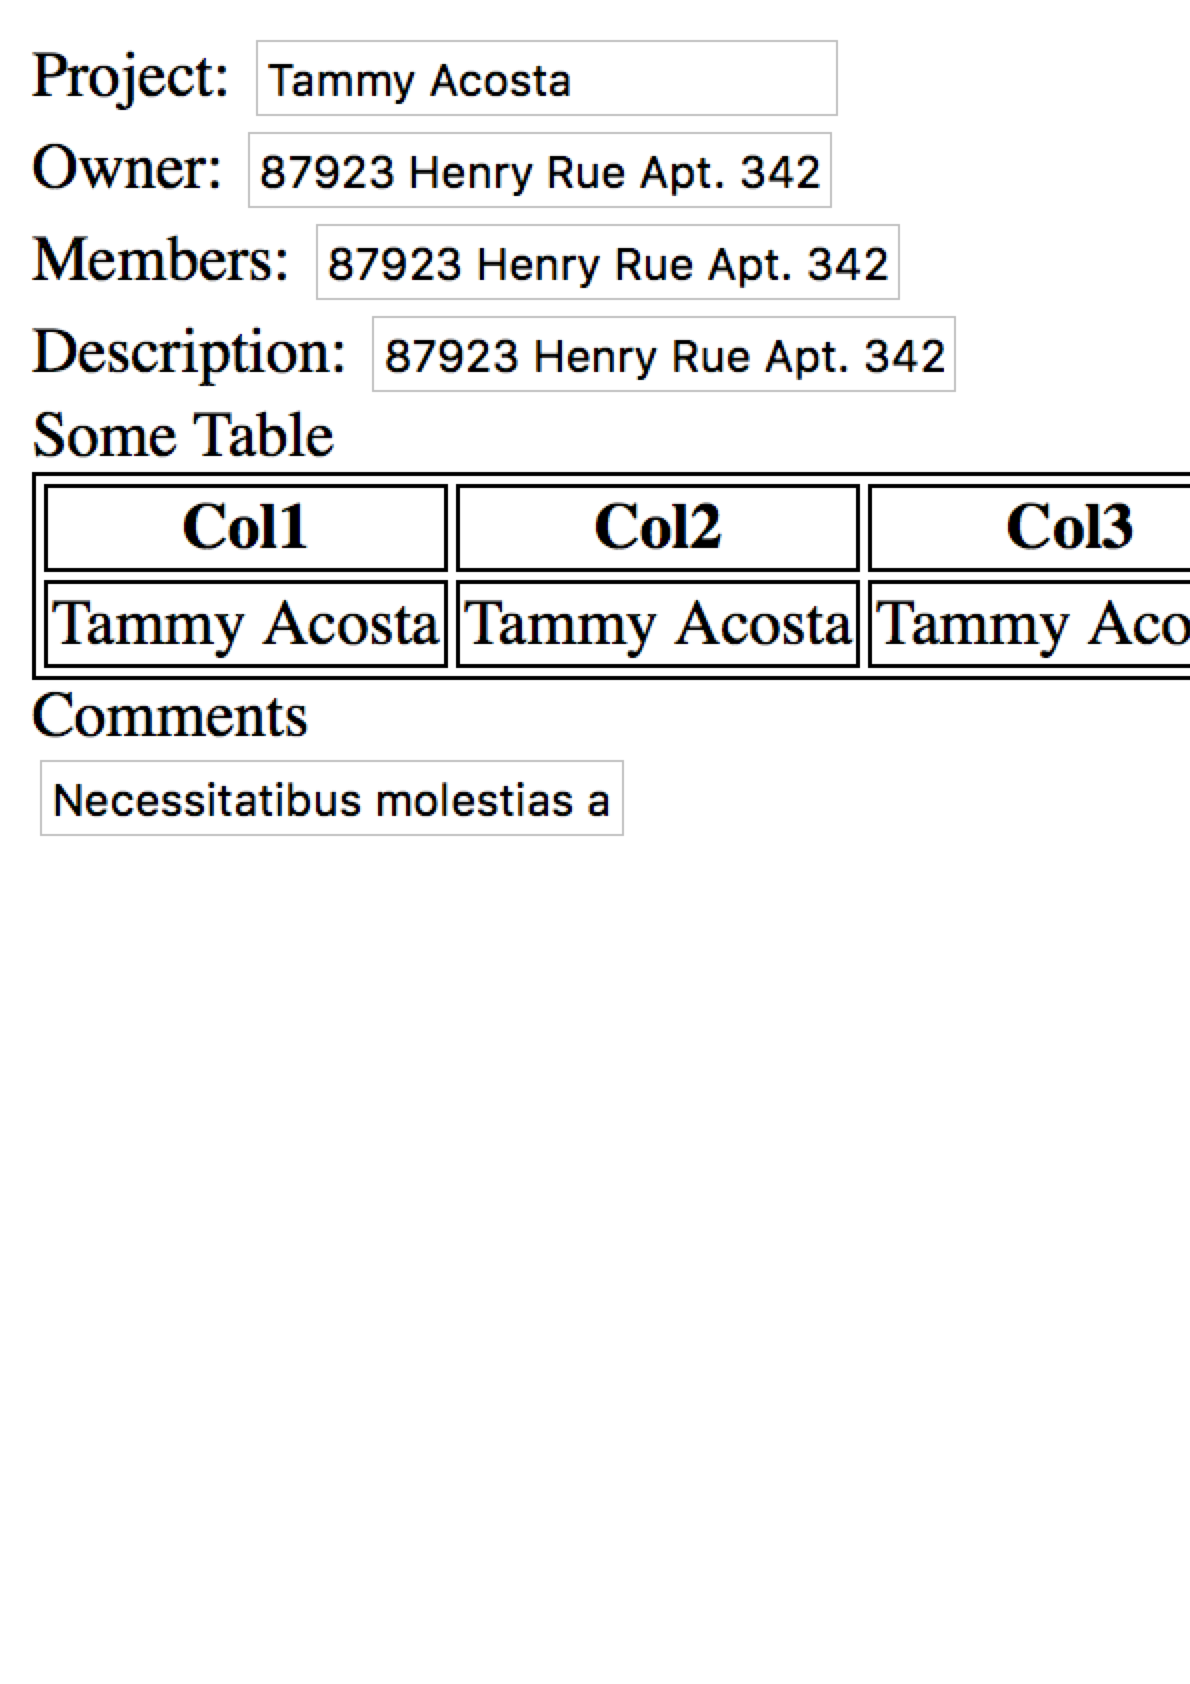 Project: Tammy Acosta
Owner: 87923 Henry Rue Apt. 342
Members: 87923 Henry Rue Apt. 342
Description: 87923 Henry Rue Apt. 342
Some Table
Col1 Col2 Col3
Tammy Acosta Tammy Acosta Tammy Aco
Comments
Necessitatibus molestias a